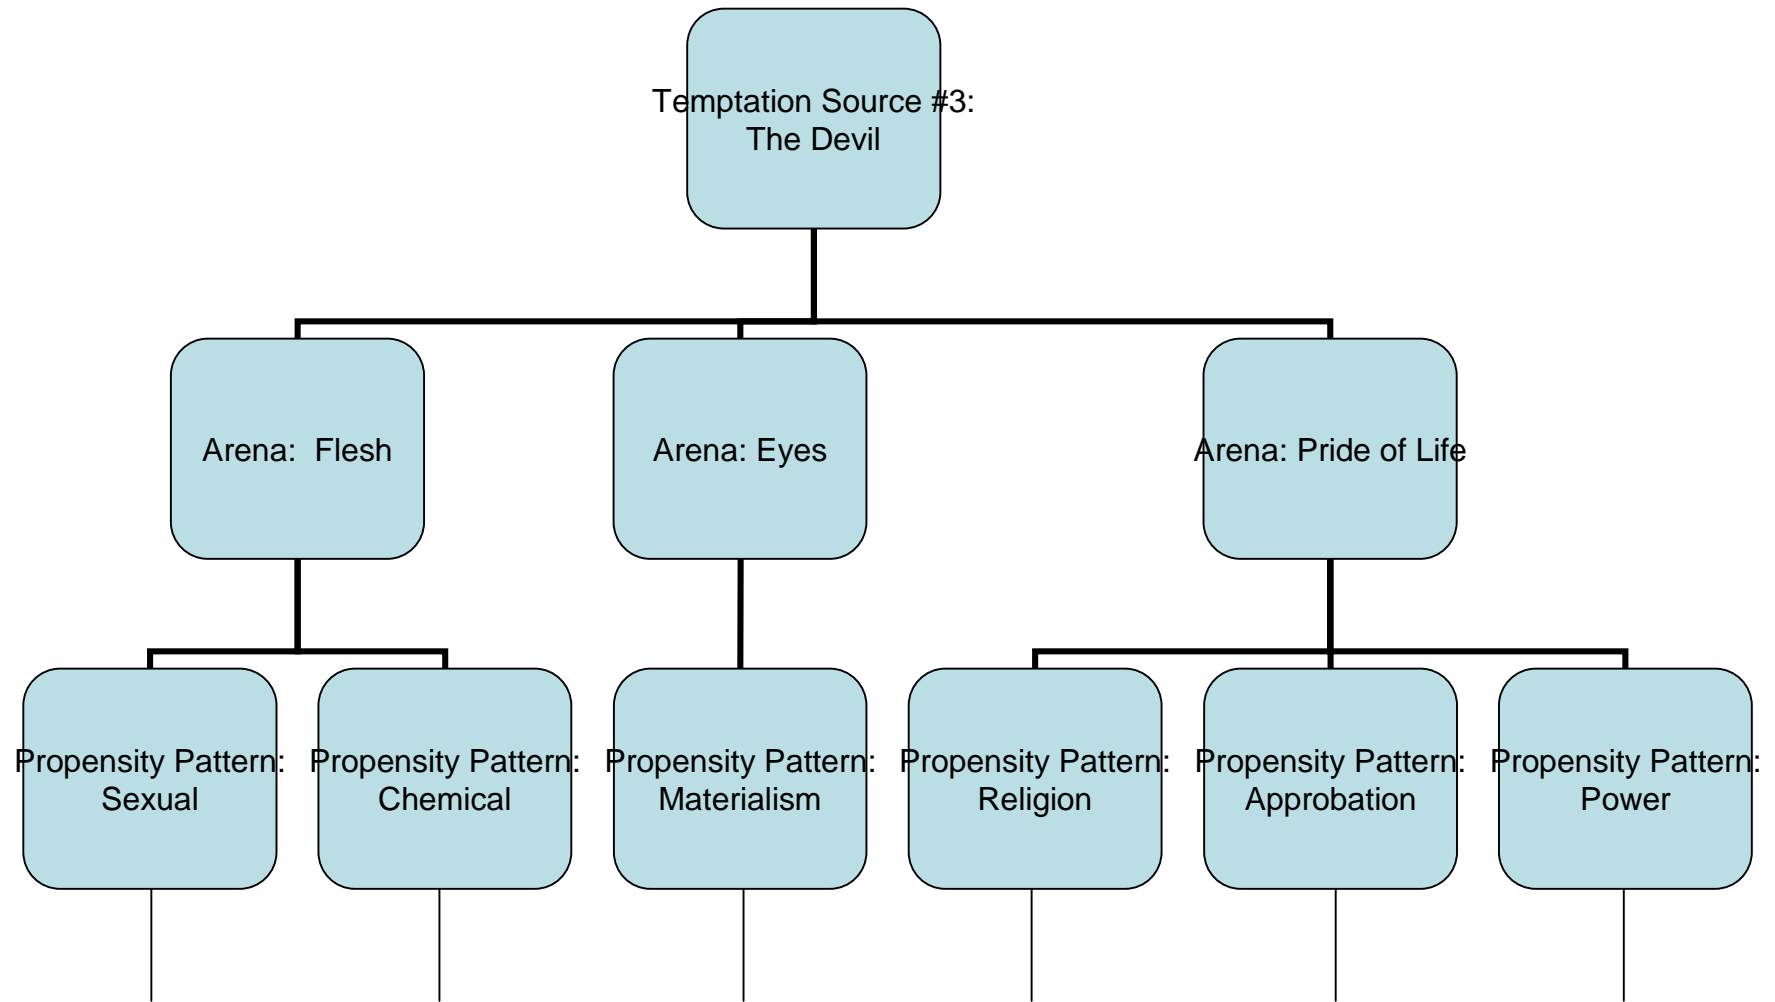 Temptation Source #3:
The Devil
Arena:  Flesh
Arena: Eyes
Arena: Pride of Life
Propensity Pattern:
Sexual
Propensity Pattern:
Chemical
Propensity Pattern:
Materialism
Propensity Pattern:
Religion
Propensity Pattern:
Approbation
Propensity Pattern:
Power